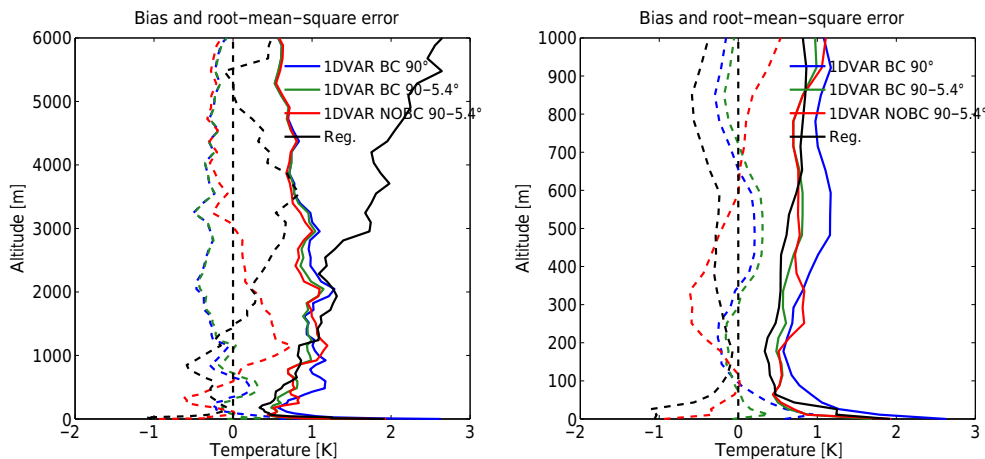 Bias and root−mean−square error
6000
5000
4000
3000
2000
1000
0
Altitude [m]
−2
−1
0
1
2
3
Temperature [K]
1DVAR BC 90°
1DVAR BC 90−5.4°
1DVAR NOBC 90−5.4°
Reg.
Bias and root−mean−square error
1000
900
800
700
600
500
400
300
200
100
0
Altitude [m]
−2
−1
0
1
2
3
Temperature [K]
1DVAR BC 90°
1DVAR BC 90−5.4°
1DVAR NOBC 90−5.4°
Reg.